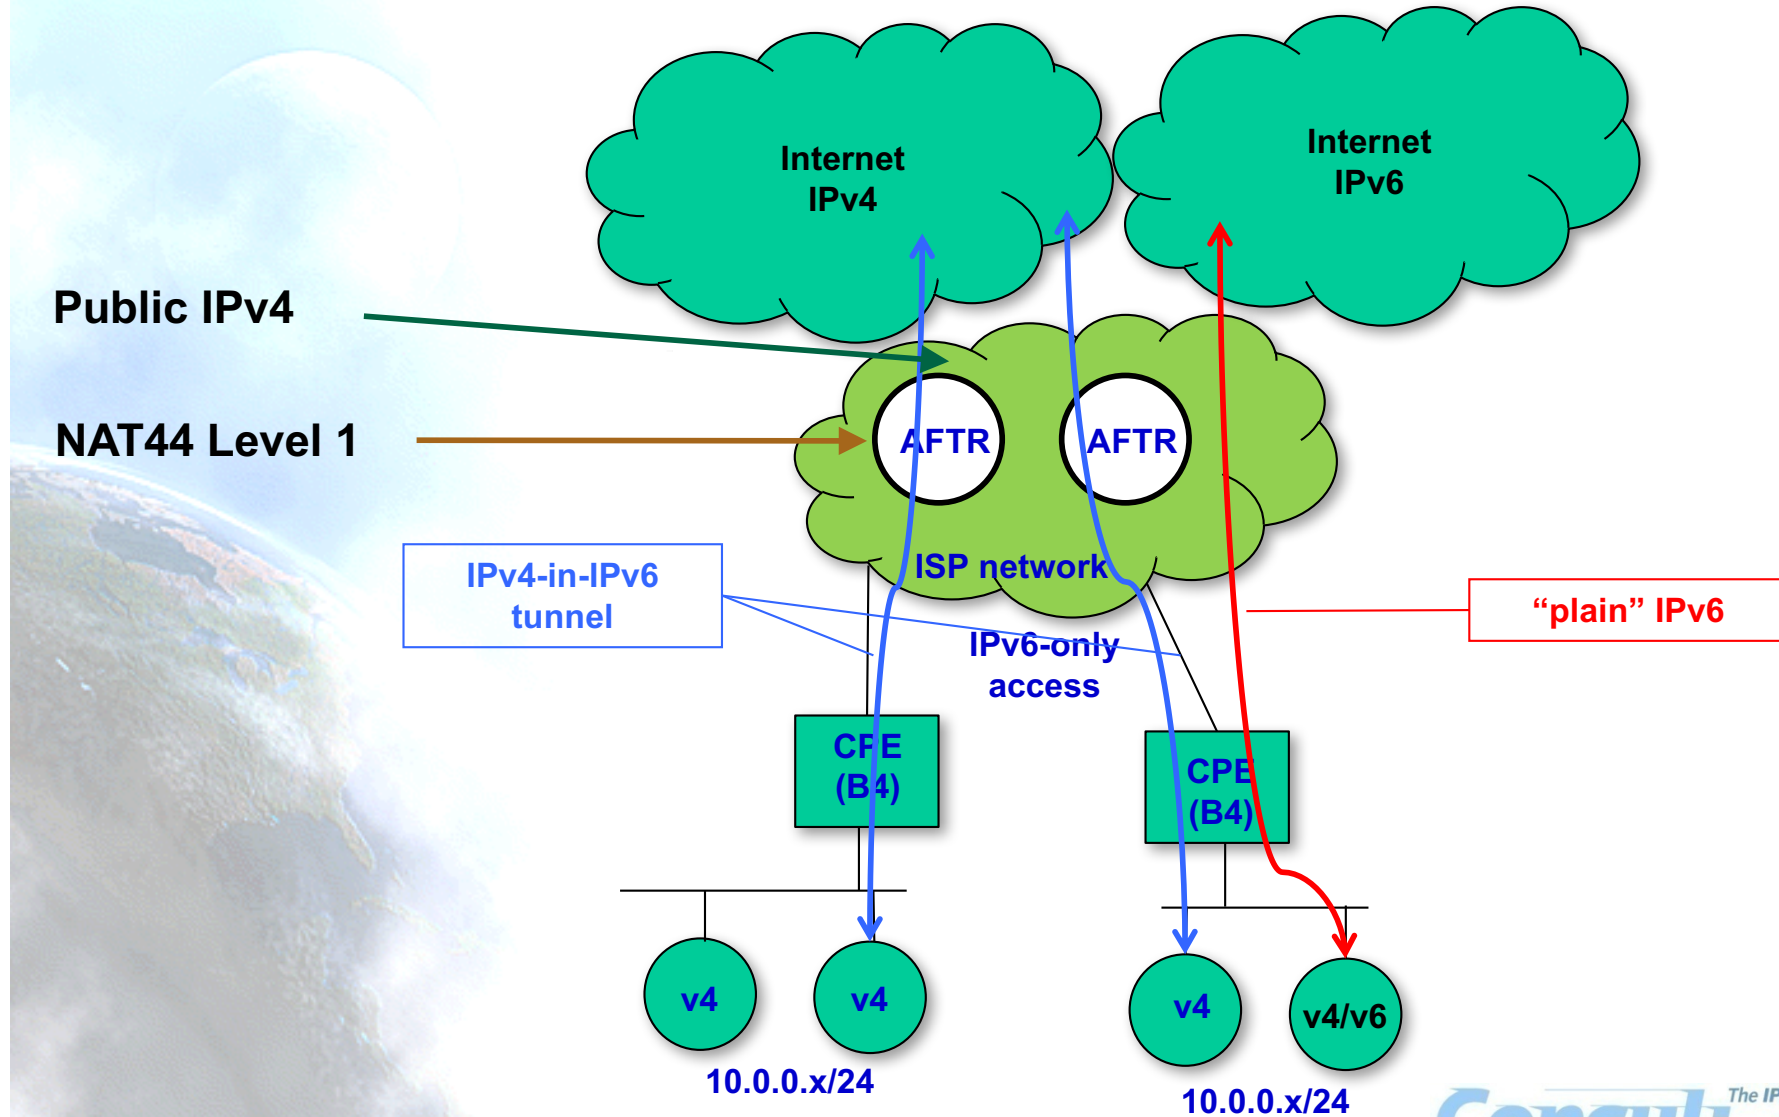 Internet
IPv4
Internet
IPv6
Public IPv4
NAT44 Level 1
AFTR
AFTR
ISP network
IPv4-in-IPv6
tunnel
“plain” IPv6
IPv6-only
access
CPE
(B4)
CPE
(B4)
v4
v4
v4
v4/v6
10.0.0.x/24
10.0.0.x/24
The IP